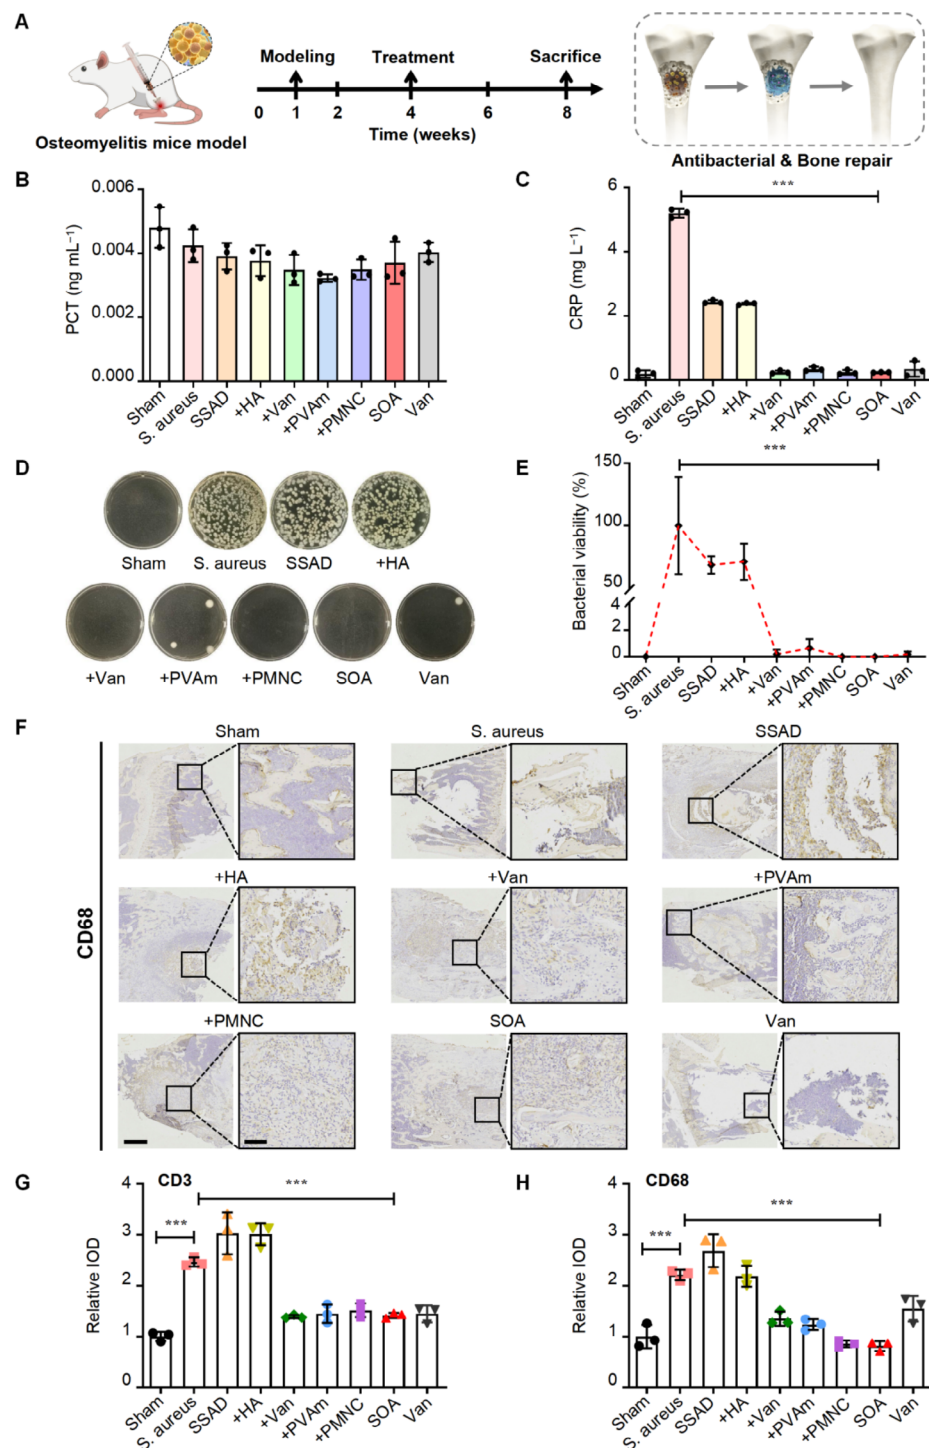 A
Modeling
Treatment
Sacrifice
0
1
2
4
6
8
Time (weeks)
Osteomyelitis mice model
Antibacterial & Bone repair
B
PCT (ng mL⁻¹)
0.006
0.004
0.002
0.000
Sham
S. aureus
SSAD
+HA
+Van
+PVAm
+PMNC
SOA
Van
C
CRP (mg L⁻¹)
6
4
2
0
***
Sham
S. aureus
SSAD
+HA
+Van
+PVAm
+PMNC
SOA
Van
D
Sham
S. aureus
SSAD
+HA
+Van
+PVAm
+PMNC
SOA
Van
E
Bacterial viability (%)
150
100
50
4
2
0
***
Sham
S. aureus
SSAD
+HA
+Van
+PVAm
+PMNC
SOA
Van
F
CD68
Sham
S. aureus
SSAD
+HA
+Van
+PVAm
+PMNC
SOA
Van
G
CD3
Relative IOD
4
3
2
1
0
***
***
Sham
S. aureus
SSAD
+HA
+Van
+PVAm
+PMNC
SOA
Van
H
CD68
Relative IOD
4
3
2
1
0
***
***
Sham
S. aureus
SSAD
+HA
+Van
+PVAm
+PMNC
SOA
Van